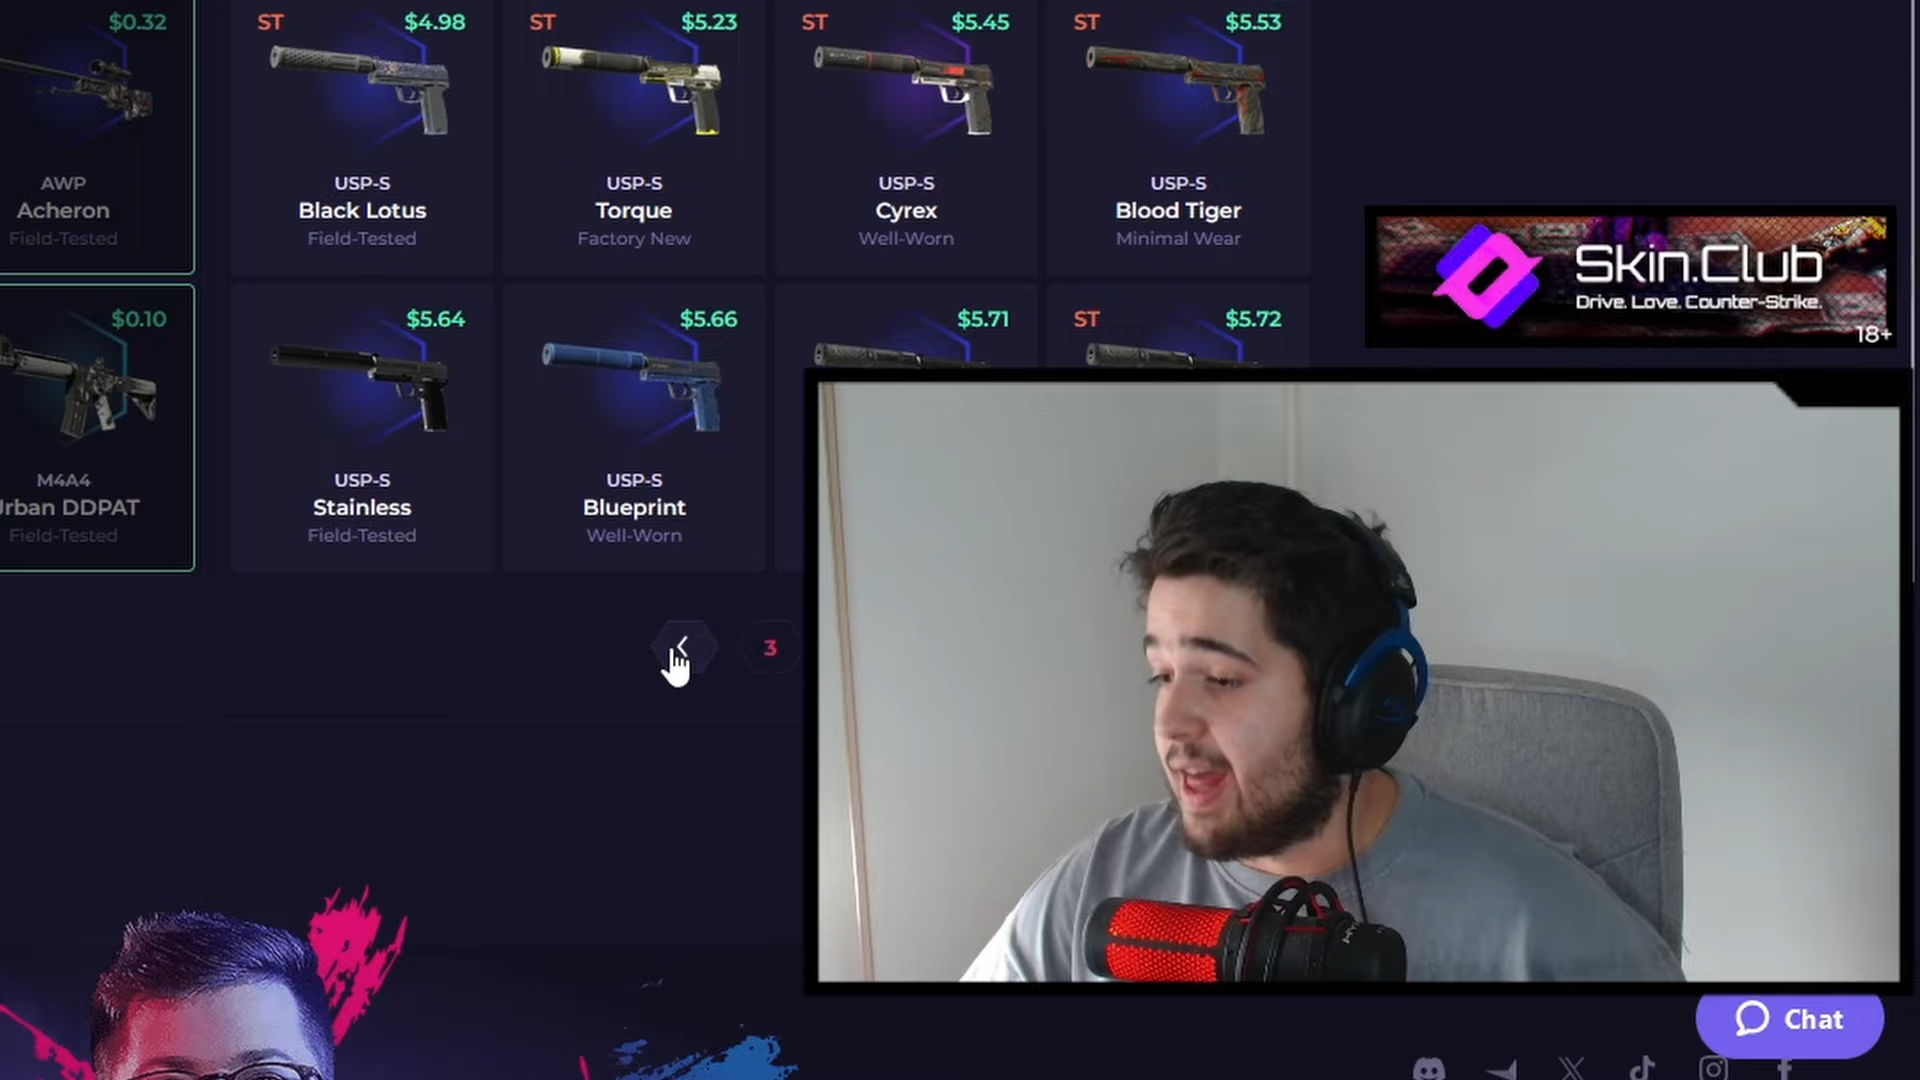 $0.32
AWP
Acheron
Field-Tested
ST $4.98
USP-S
Black Lotus
Field-Tested
ST $5.23
USP-S
Torque
Factory New
ST $5.45
USP-S
Cyrex
Well-Worn
ST $5.53
USP-S
Blood Tiger
Minimal Wear
Skin.Club
Drive. Love. Counter-Strike.
18+
$0.10
M4A4
Urban DDPAT
Field-Tested
$5.64
USP-S
Stainless
Field-Tested
$5.66
USP-S
Blueprint
Well-Worn
$5.71
ST $5.72
3
Chat